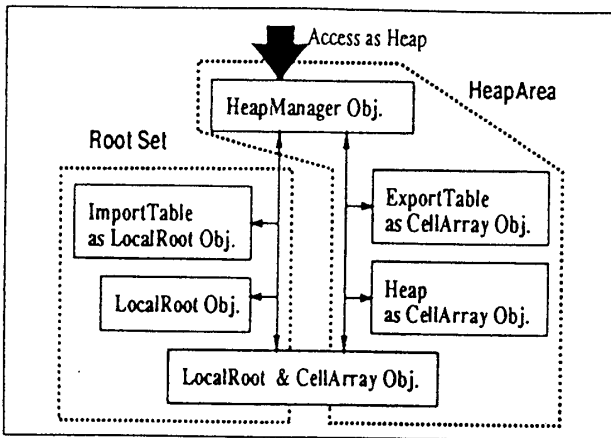 Access as Heap
HeapManager Obj.
HeapArea
Root Set
ImportTable
as LocalRoot Obj.
ExportTable
as CellArray Obj.
LocalRoot Obj.
Heap
as CellArray Obj.
LocalRoot & CellArray Obj.